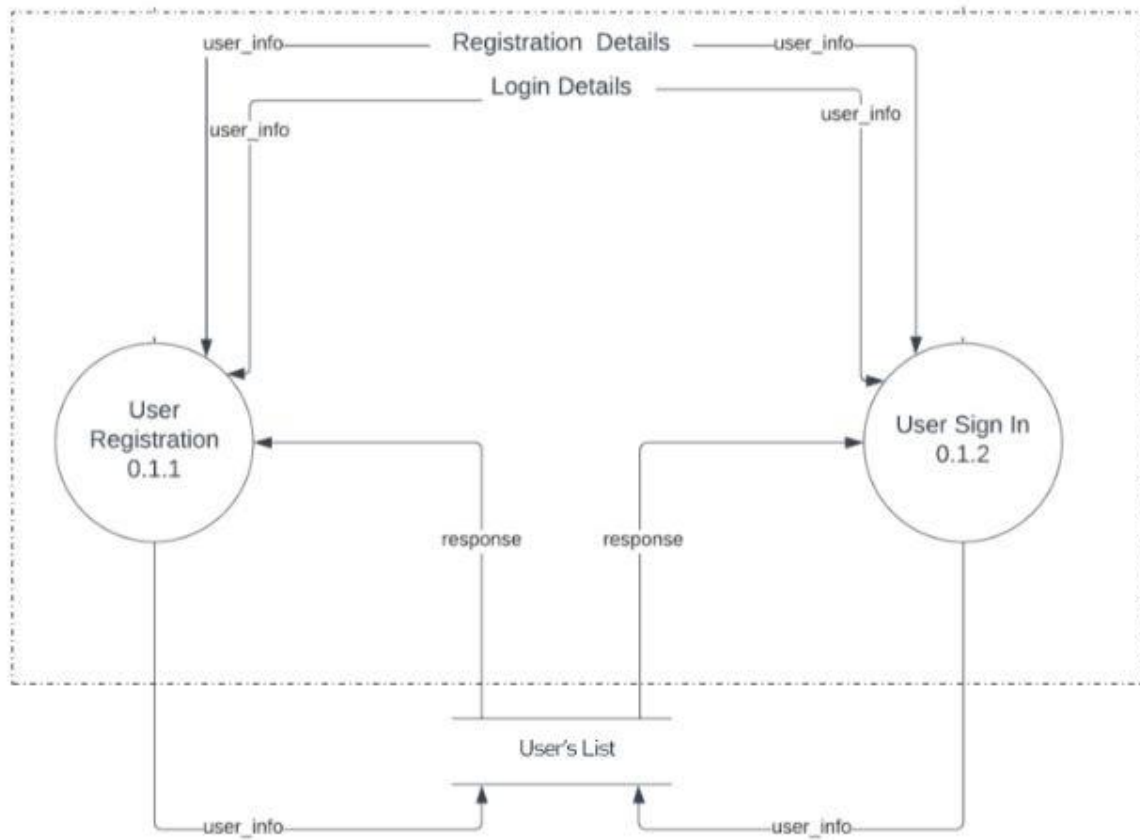 user_info
Registration Details
user_info
Login Details
user_info
user_info
User
Registration
0.1.1
User Sign In
0.1.2
response
response
User's List
user_info
user_info